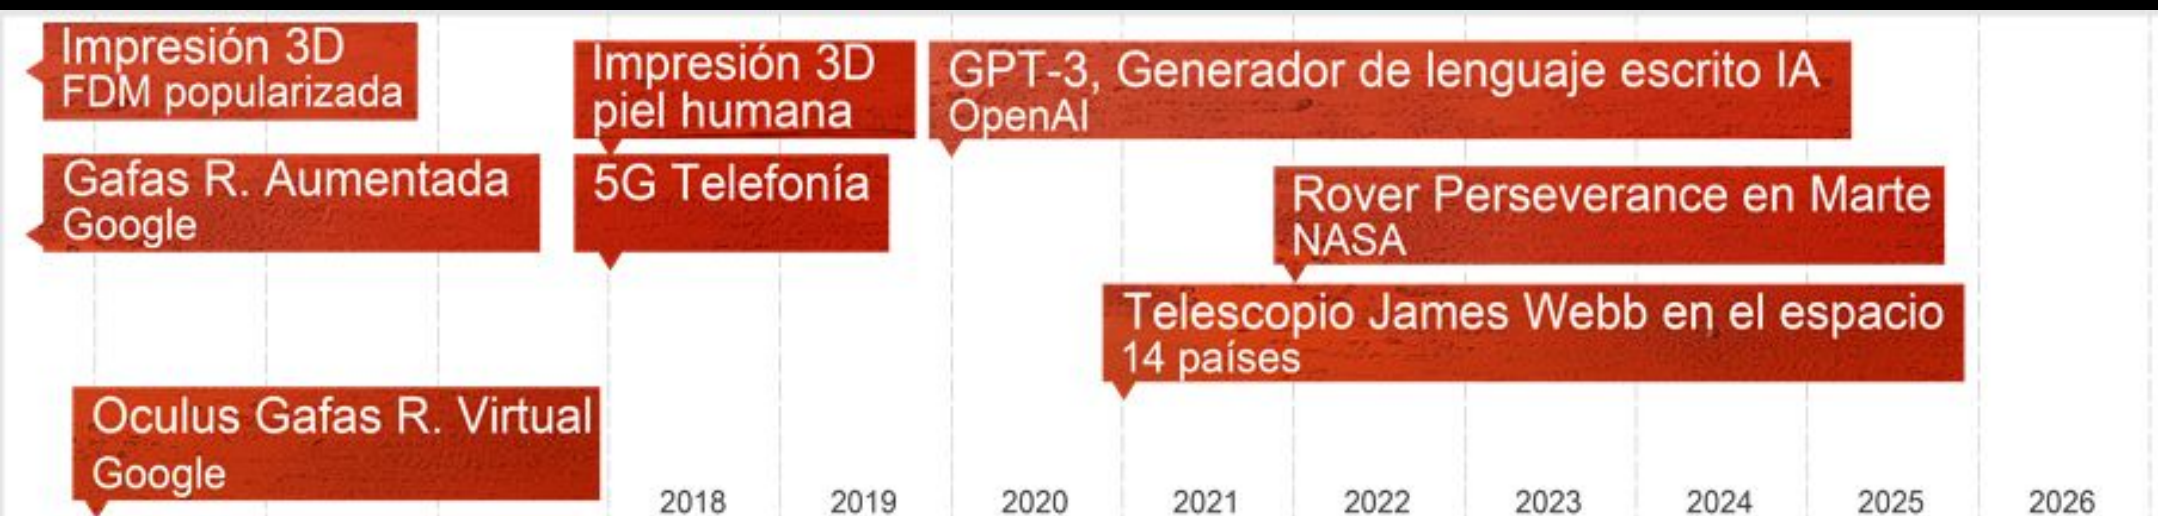 Impresión 3D
FDM popularizada
Impresión 3D
piel humana
GPT-3, Generador de lenguaje escrito IA
OpenAI
Gafas R. Aumentada
Google
5G Telefonía
Rover Perseverance en Marte
NASA
Telescopio James Webb en el espacio
14 países
Oculus Gafas R. Virtual
Google
2018 2019 2020 2021 2022 2023 2024 2025 2026